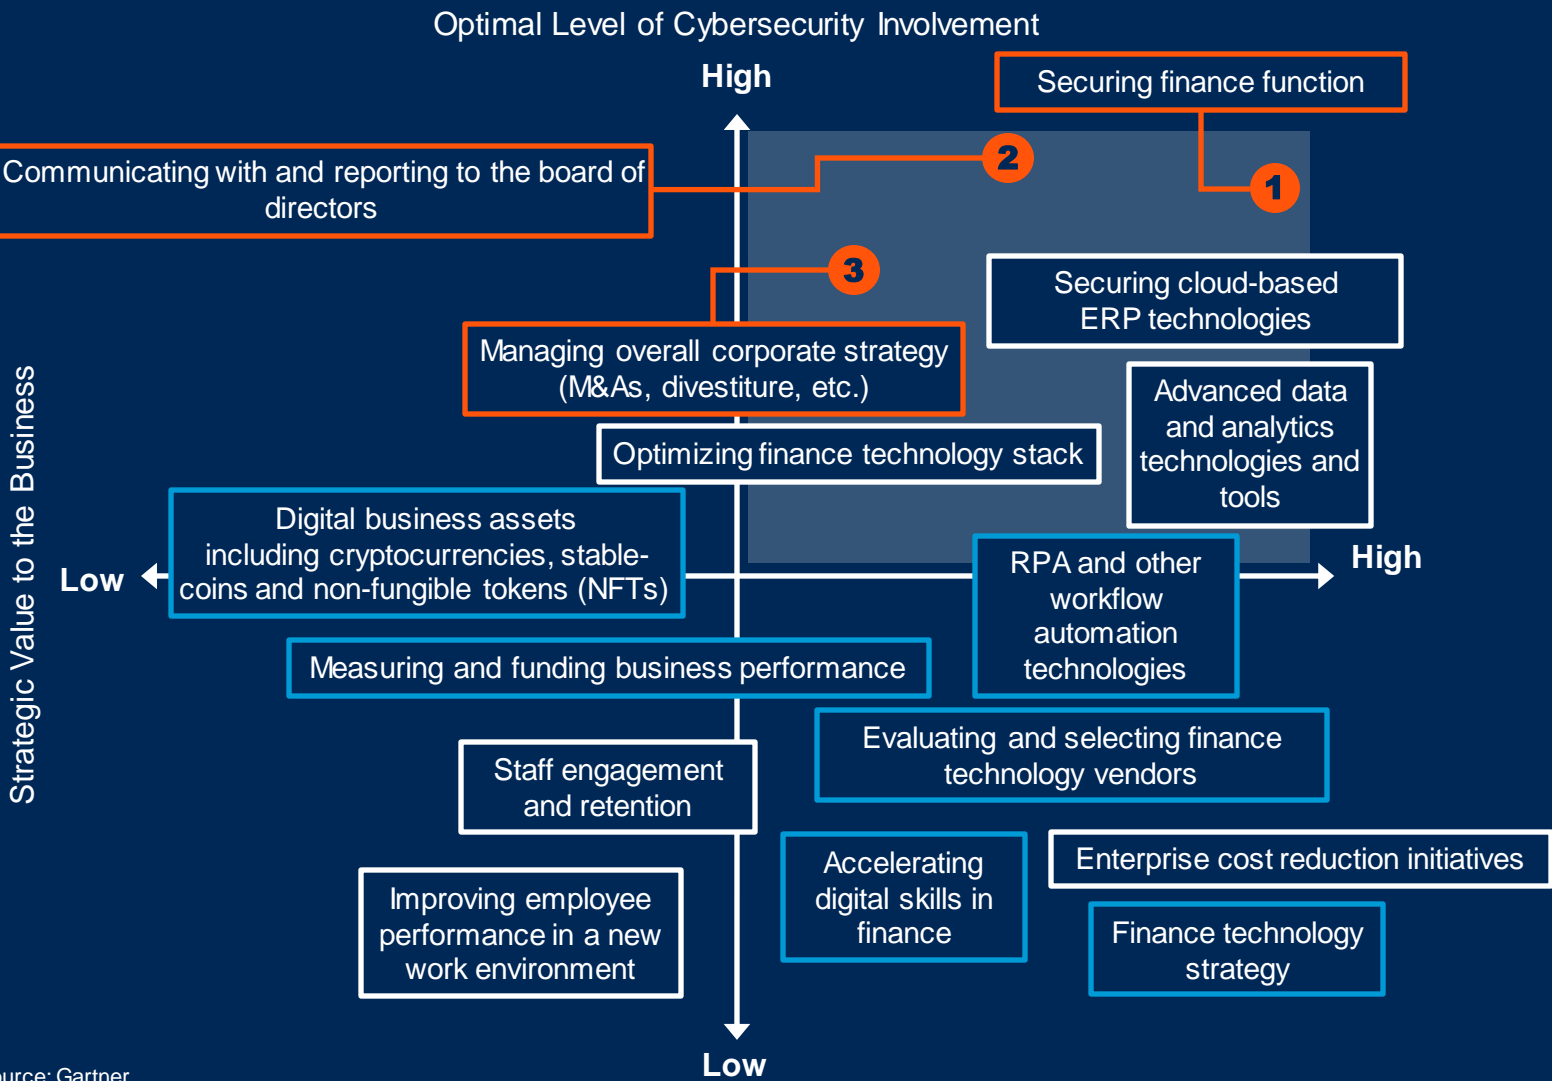 Optimal Level of Cybersecurity Involvement
High
Securing finance function
Communicating with and reporting to the board of
directors
2
1
3
Securing cloud-based
ERP technologies
Managing overall corporate strategy
(M&As, divestiture, etc.)
Advanced data
and analytics
technologies and
tools
Optimizing finance technology stack
Strategic Value to the Business
Digital business assets
including cryptocurrencies, stable-
coins and non-fungible tokens (NFTs)
Low
High
RPA and other
workflow
automation
technologies
Measuring and funding business performance
Evaluating and selecting finance
technology vendors
Staff engagement
and retention
Accelerating
digital skills in
finance
Enterprise cost reduction initiatives
Improving employee
performance in a new
work environment
Finance technology
strategy
Low
ource: Gartner